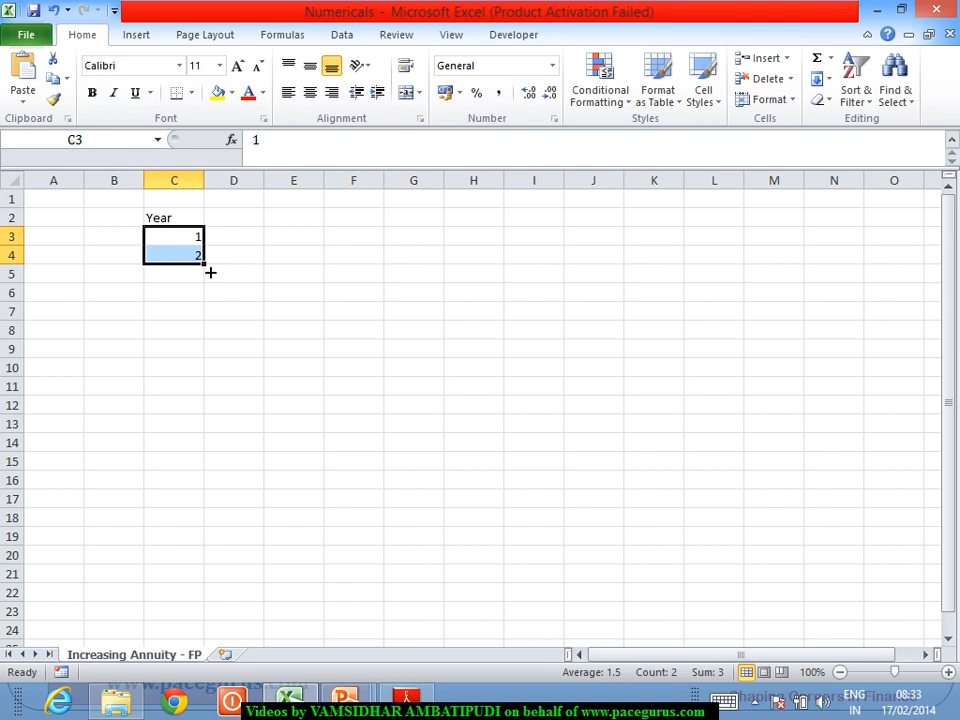 Numericals - Microsoft Excel (Product Activation Failed)
File Home Insert Page Layout Formulas Data Review View Developer
Paste
Calibri 11
B I U A
General
% ,
Conditional Formatting
Format as Table
Cell Styles
Insert
Delete
Format
Σ
Sort & Filter
Find & Select
Clipboard Font Alignment Number Styles Cells Editing
C3 fx 1
A B C D E F G H I J K L M N O
1
2 Year
3 1
4 2
5
6
7
8
9
10
11
12
13
14
15
16
17
18
19
20
21
22
23
24
Increasing Annuity - FP
Ready Average: 1.5 Count: 2 Sum: 3 100%
www.pacegurus.com
ENG 08:33
IN 17/02/2014
Videos by VAMSIDHAR AMBATIPUDI on behalf of www.pacegurus.com